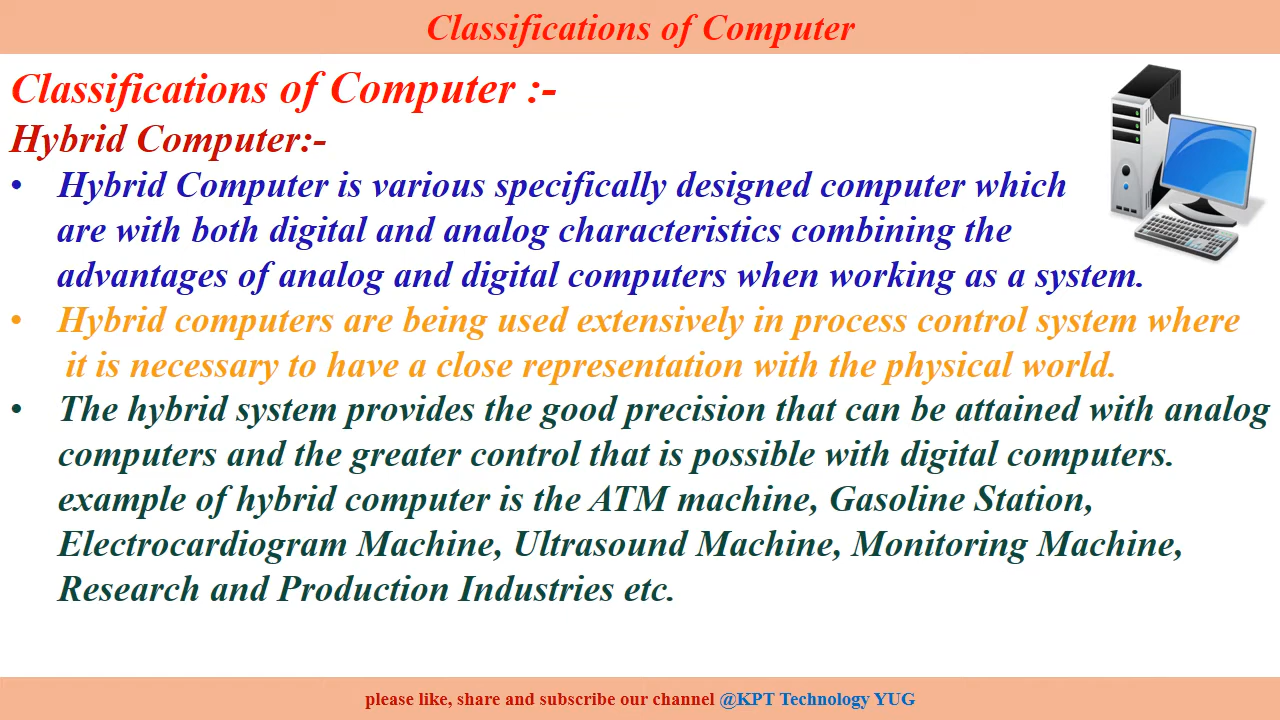 Classifications of Computer
Classifications of Computer :-
Hybrid Computer:-
• Hybrid Computer is various specifically designed computer which
are with both digital and analog characteristics combining the
advantages of analog and digital computers when working as a system.
• Hybrid computers are being used extensively in process control system where
it is necessary to have a close representation with the physical world.
• The hybrid system provides the good precision that can be attained with analog
computers and the greater control that is possible with digital computers.
example of hybrid computer is the ATM machine, Gasoline Station,
Electrocardiogram Machine, Ultrasound Machine, Monitoring Machine,
Research and Production Industries etc.
please like, share and subscribe our channel @KPT Technology YUG